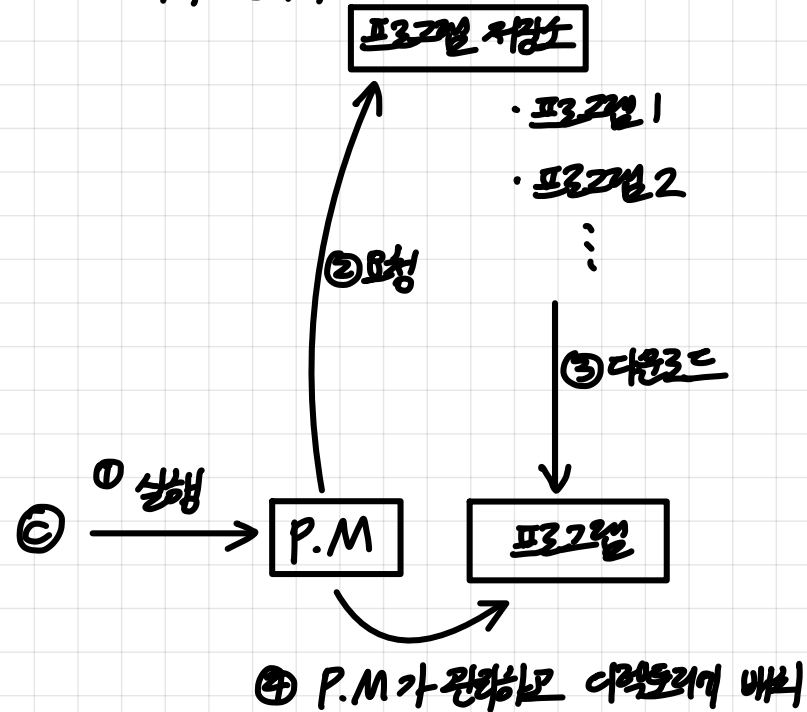 프로그램 저장소
· 프로그램 1
· 프로그램 2
② 요청
③ 다운로드
① 실행
C
P.M
프로그램
④ P.M가 관리하고 디렉토리에 배치